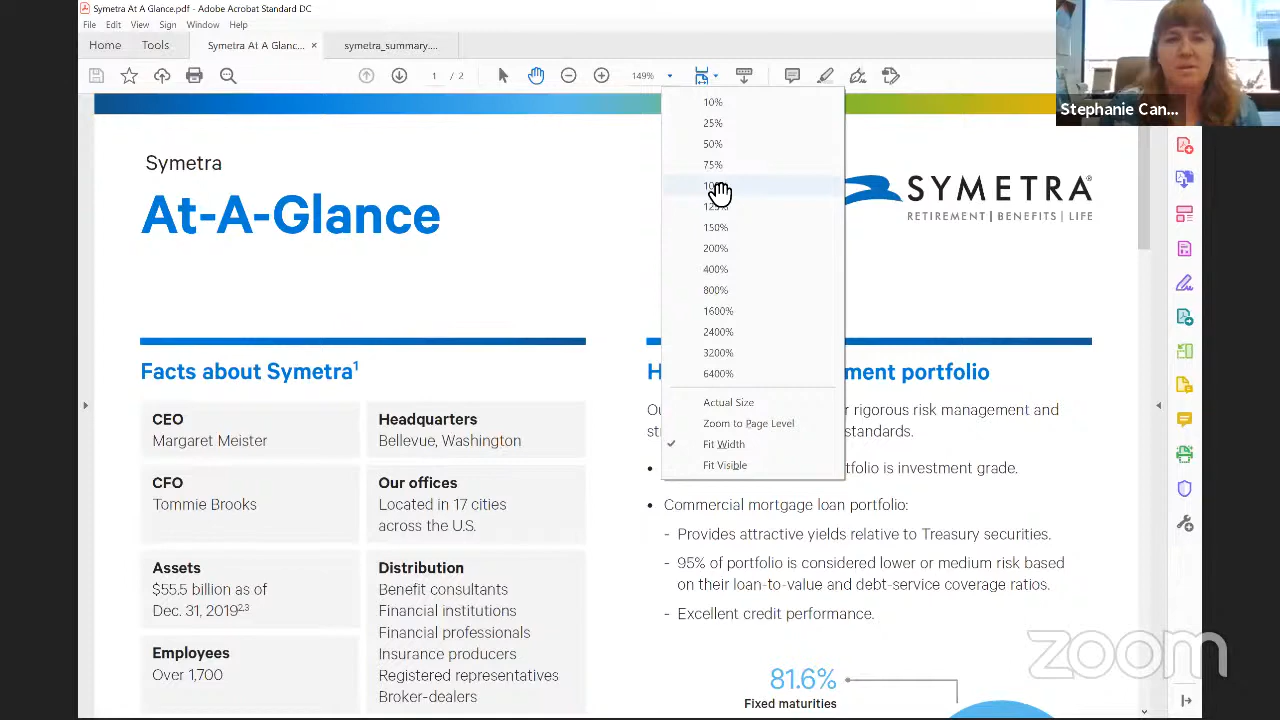 Symetra At A Glance.pdf - Adobe Acrobat Standard DC
File Edit View Sign Window Help
Home Tools Symetra At A Glanc... × symetra_summary....
1 / 2 149%
Stephanie Can...
10%
25%
50%
75%
125%
150%
200%
400%
800%
1600%
2400%
3200%
6400%
Actual Size
Zoom to Page Level
Fit Width
Fit Visible
Symetra
At-A-Glance
SYMETRA®
RETIREMENT | BENEFITS | LIFE
Facts about Symetra1
CEO
Margaret Meister
CFO
Tommie Brooks
Assets
$55.5 billion as of
Dec. 31, 20192,3
Employees
Over 1,700
Headquarters
Bellevue, Washington
Our offices
Located in 17 cities
across the U.S.
Distribution
Benefit consultants
Financial institutions
Financial professionals
Insurance producers
Registered representatives
Broker-dealers
ment portfolio
rigorous risk management and
standards.
tfolio is investment grade.
• Commercial mortgage loan portfolio:
- Provides attractive yields relative to Treasury securities.
- 95% of portfolio is considered lower or medium risk based
on their loan-to-value and debt-service coverage ratios.
- Excellent credit performance.
81.6%
Fixed maturities
zoom